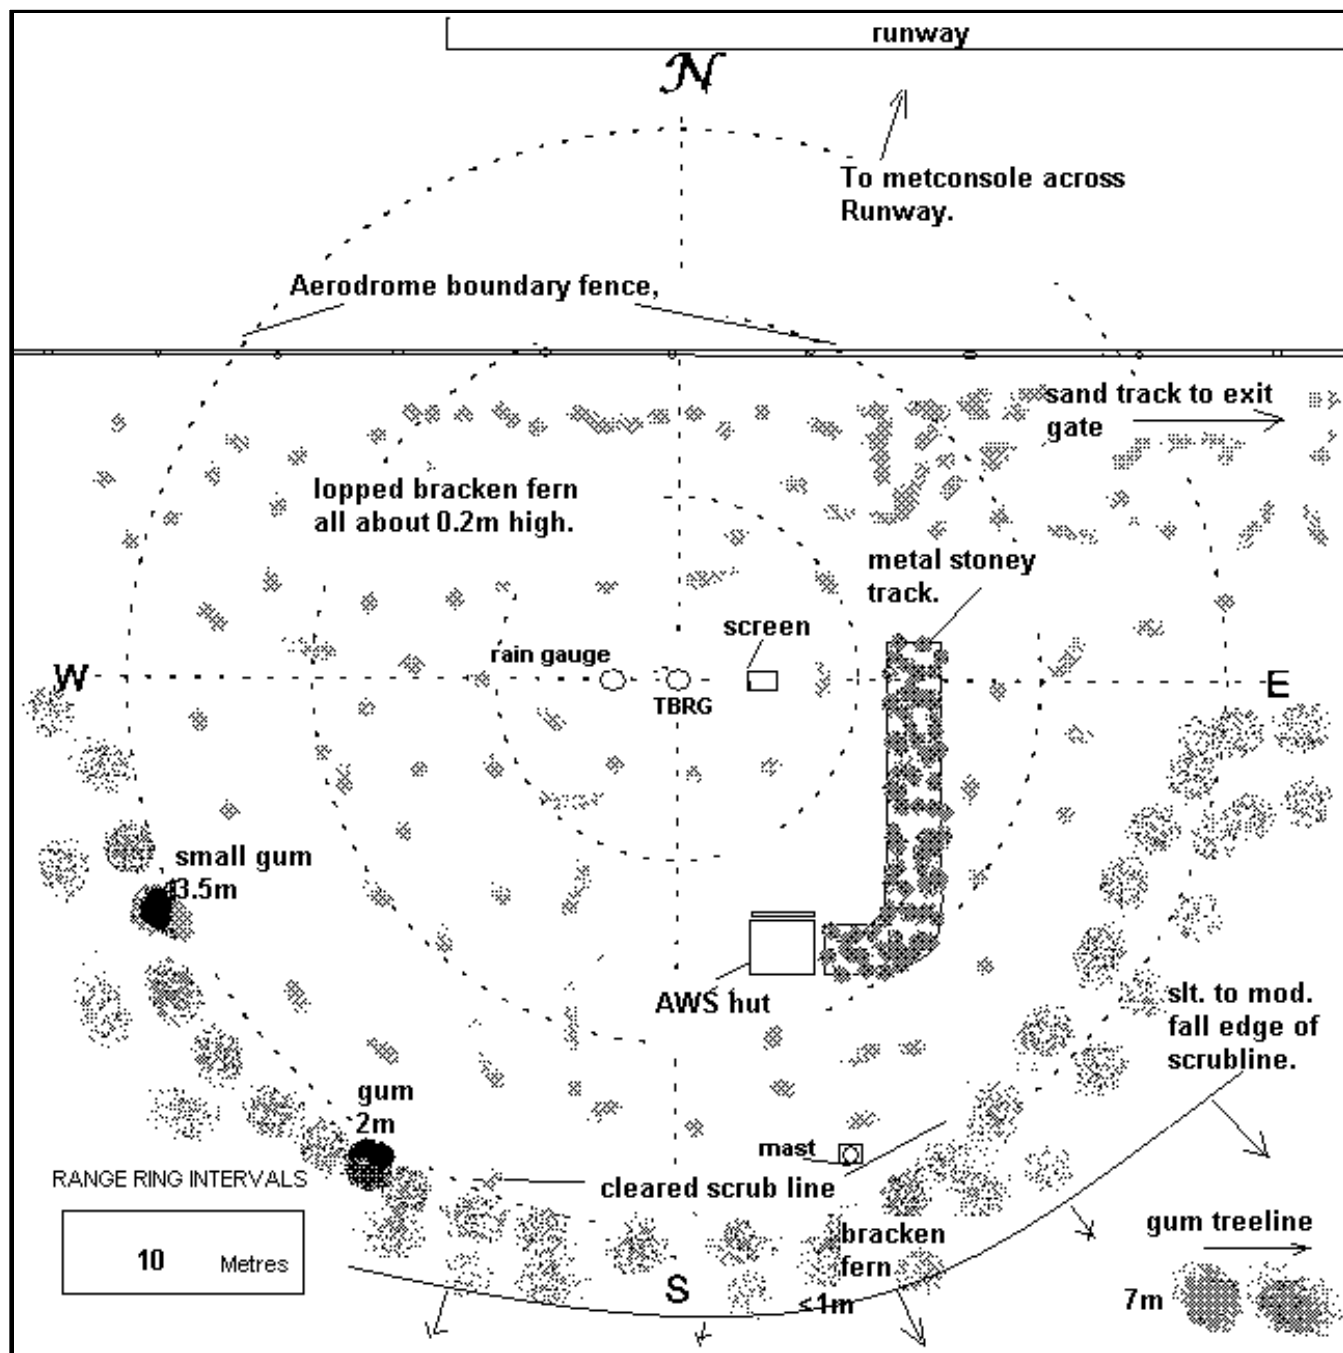 runway
N
To metconsole across
Runway.
Aerodrome boundary fence,
sand track to exit
gate
lopped bracken fern
all about 0.2m high.
metal stoney
track.
screen
rain gauge
W
TBRG
E
small gum
3.5m
AWS hut
slt. to mod.
fall edge of
scrubline.
gum
2m
mast
RANGE RING INTERVALS
cleared scrub line
10 Metres
bracken
fern
<1m
gum treeline
S
7m